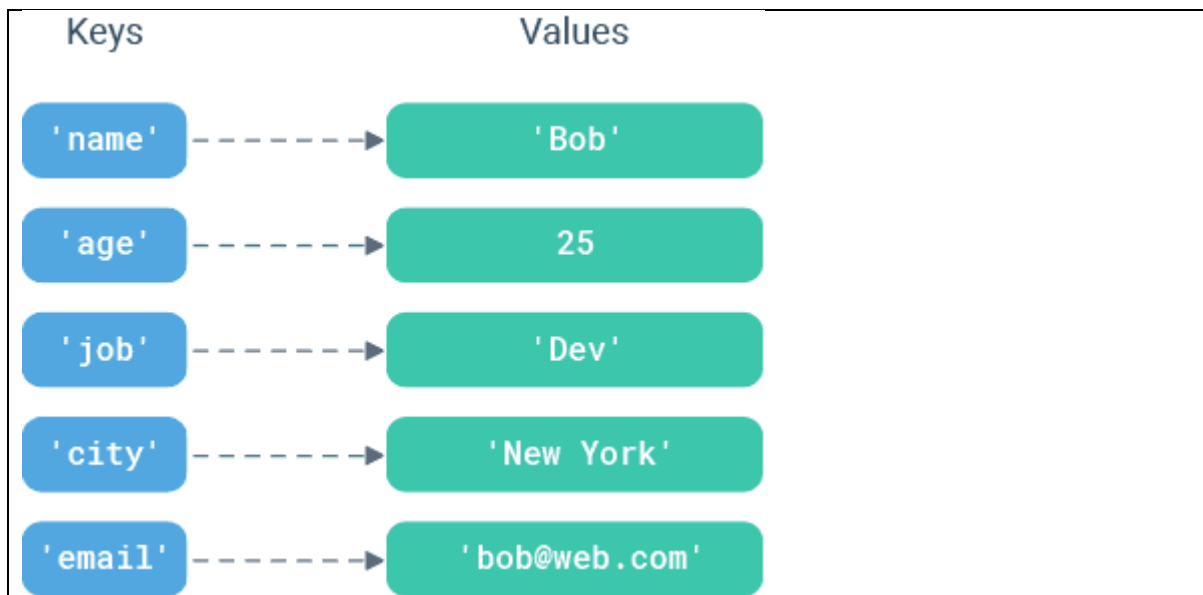 Keys Values
'name' 'Bob'
'age' 25
'job' 'Dev'
'city' 'New York'
'email' 'bob@web.com'